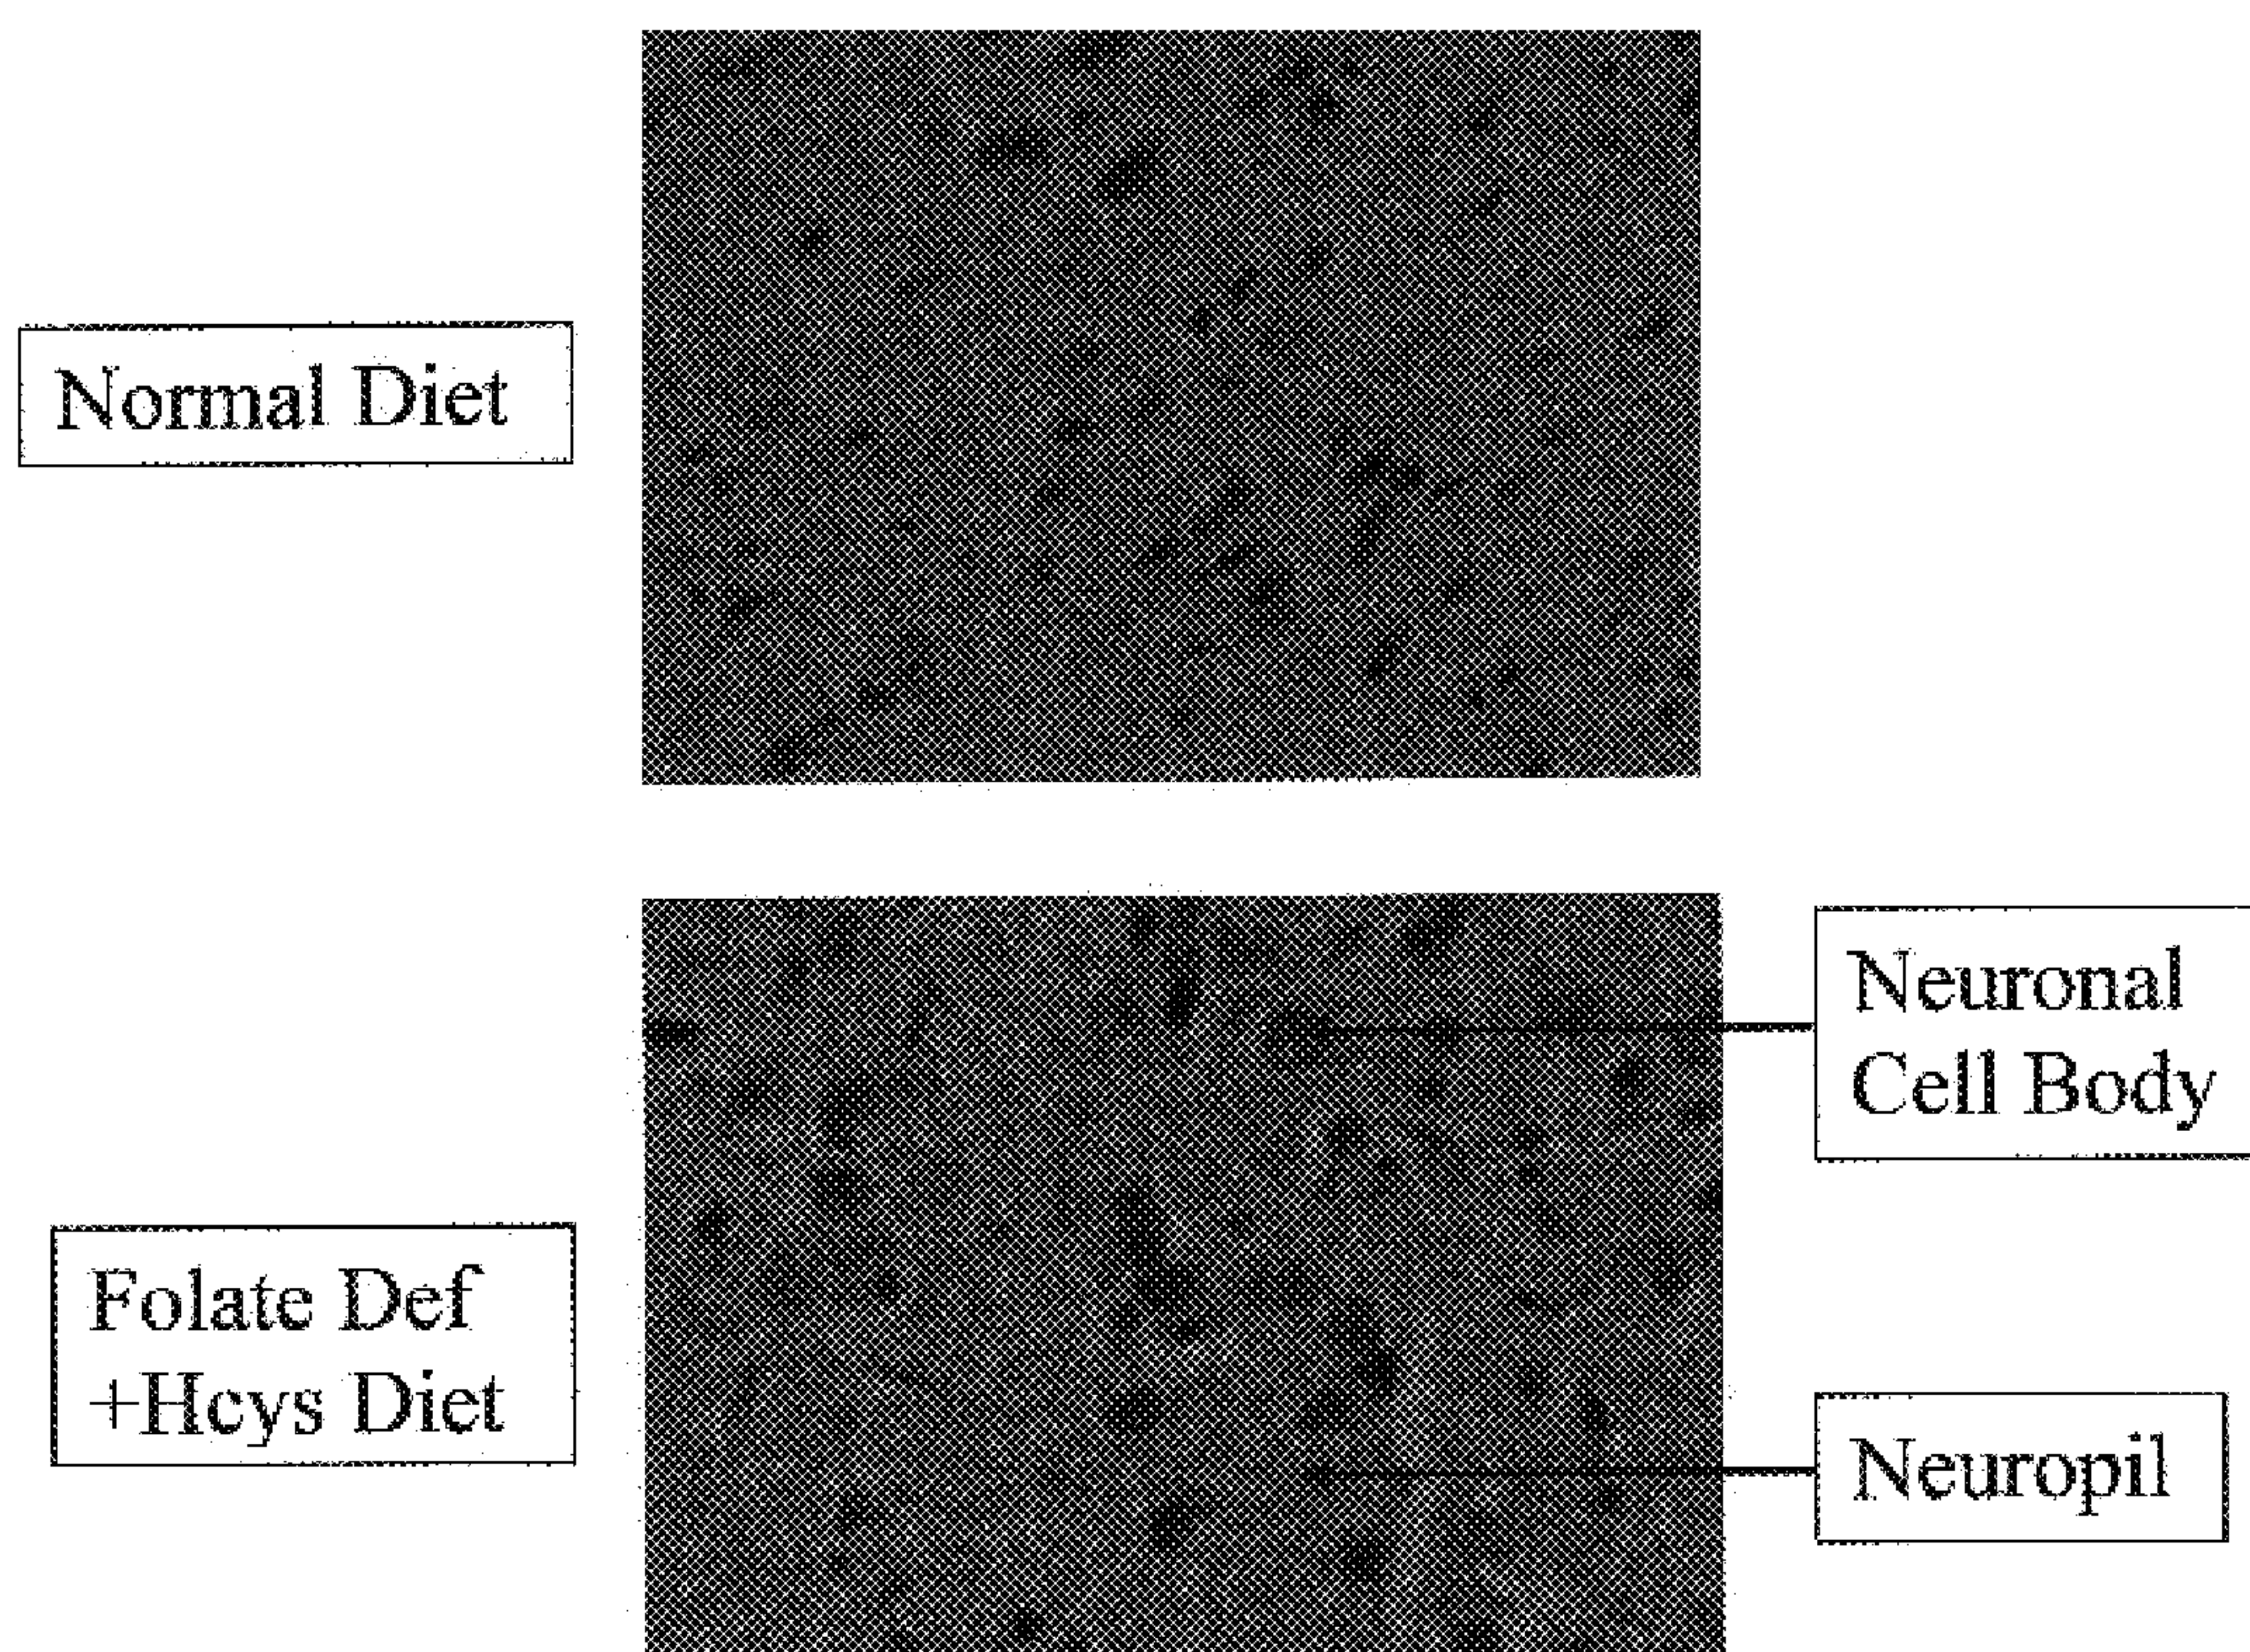 Normal Diet
Neuronal
Cell Body
Folate Def
+Hcys Diet
Neuropil